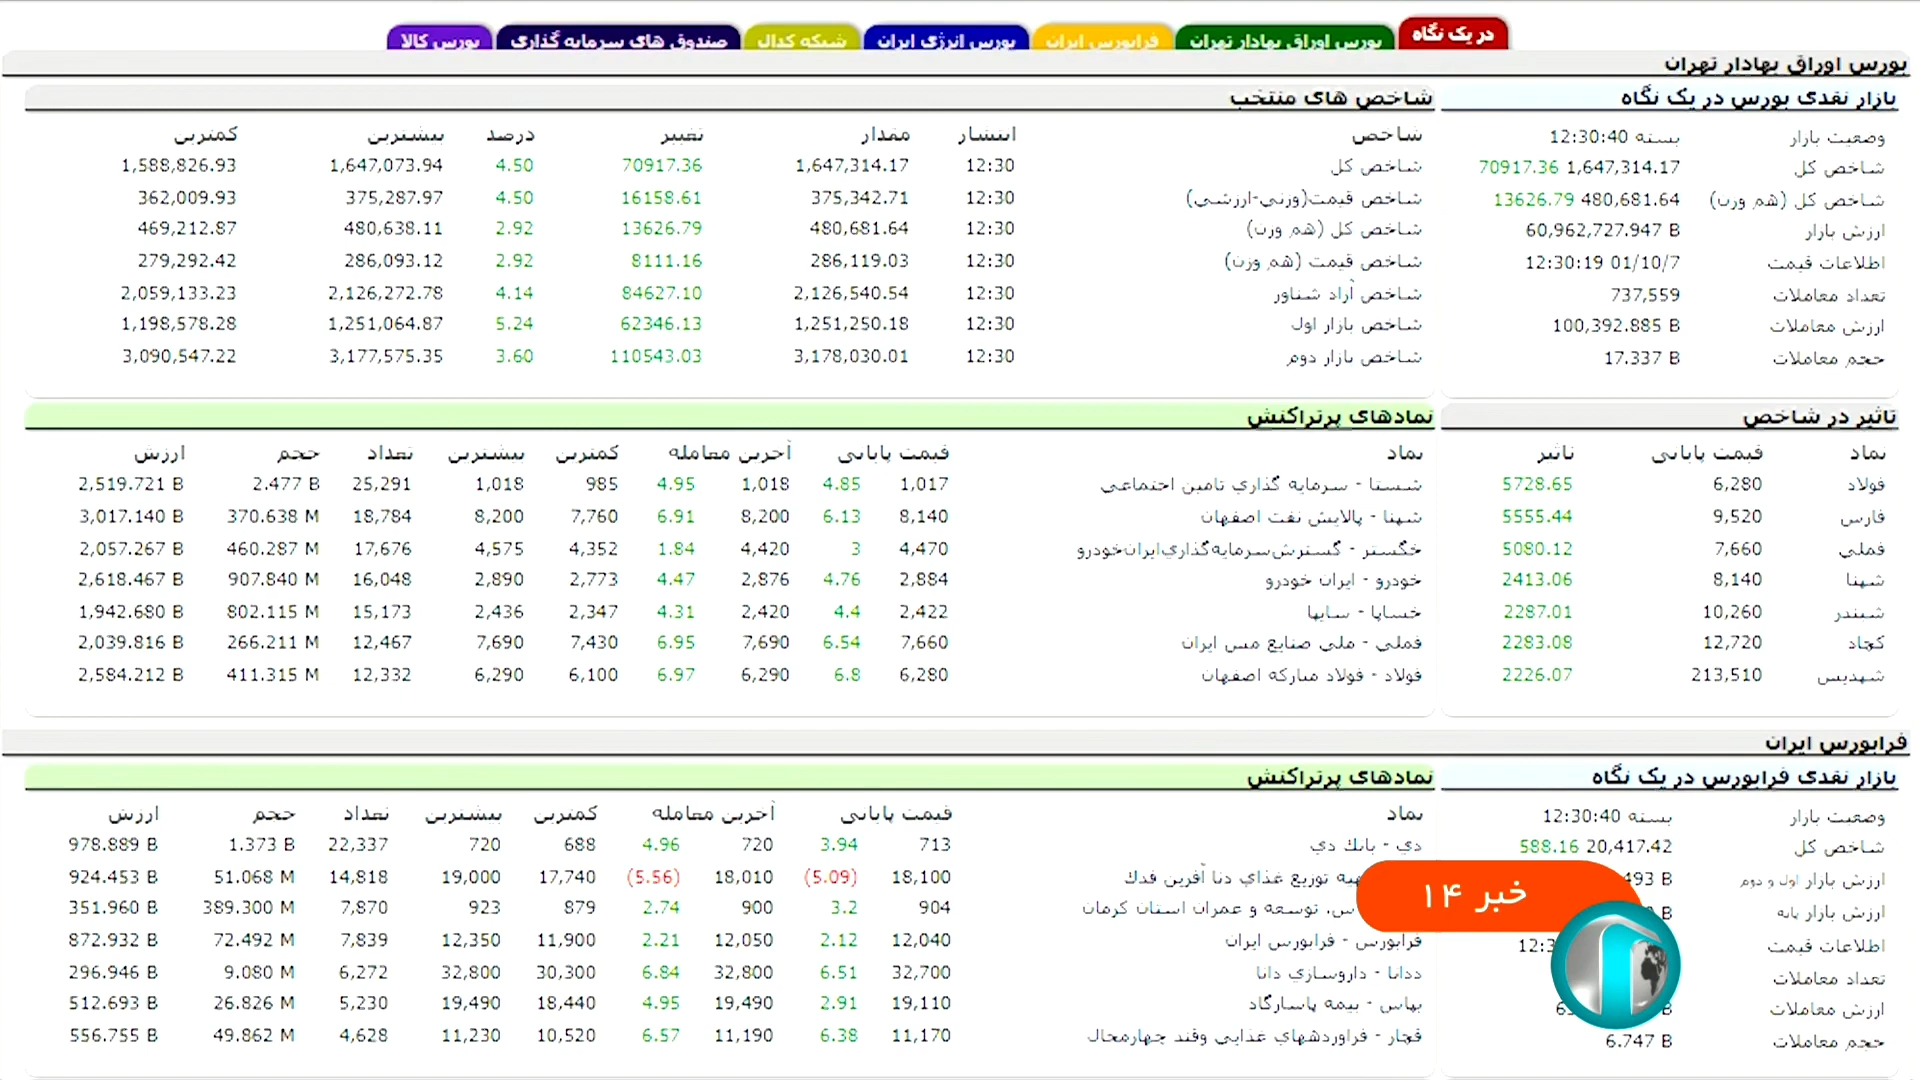 در یک نگاه بورس اوراق بهادار تهران فرابورس ایران بورس انرژی ایران شبکه کدال صندوق های سرمایه گذاری بورس کالا
بورس اوراق بهادار تهران
بازار نقدی بورس در یک نگاه
وضعیت بازار بسته 12:30:40
شاخص کل 1,647,314.17 70917.36
شاخص کل (هم وزن) 480,681.64 13626.79
ارزش بازار 60,962,727.947 B
اطلاعات قیمت 01/10/7 12:30:19
تعداد معاملات 737,559
ارزش معاملات 100,392.885 B
حجم معاملات 17.337 B
شاخص های منتخب
شاخص انتشار مقدار تغییر درصد بیشترین کمترین
شاخص کل 12:30 1,647,314.17 70917.36 4.50 1,647,073.94 1,588,826.93
شاخص قیمت(وزنی-ارزشی) 12:30 375,342.71 16158.61 4.50 375,287.97 362,009.93
شاخص کل (هم وزن) 12:30 480,681.64 13626.79 2.92 480,638.11 469,212.87
شاخص قیمت (هم وزن) 12:30 286,119.03 8111.16 2.92 286,093.12 279,292.42
شاخص آزاد شناور 12:30 2,126,540.54 84627.10 4.14 2,126,272.78 2,059,133.23
شاخص بازار اول 12:30 1,251,250.18 62346.13 5.24 1,251,064.87 1,198,578.28
شاخص بازار دوم 12:30 3,178,030.01 110543.03 3.60 3,177,575.35 3,090,547.22
تاثیر در شاخص
نماد قیمت پایانی تاثیر
فولاد 6,280 5728.65
فارس 9,520 5555.44
فملي 7,660 5080.12
شپنا 8,140 2413.06
شبندر 10,260 2287.01
کچاد 12,720 2283.08
شپدیس 213,510 2226.07
نمادهای پرتراکنش
نماد قیمت پایانی آخرین معامله کمترین بیشترین تعداد حجم ارزش
شستا - سرمايه گذاري تامين اجتماعي 1,017 4.85 1,018 4.95 985 1,018 25,291 2.477 B 2,519.721 B
شپنا - پالایش نفت اصفهان 8,140 6.13 8,200 6.91 7,760 8,200 18,784 370.638 M 3,017.140 B
خگستر - گسترش‌سرمايه‌گذاري‌ايران‌خودرو 4,470 3 4,420 1.84 4,352 4,575 17,676 460.287 M 2,057.267 B
خودرو - ایران خودرو 2,884 4.76 2,876 4.47 2,773 2,890 16,048 907.840 M 2,618.467 B
خساپا - سایپا 2,422 4.4 2,420 4.31 2,347 2,436 15,173 802.115 M 1,942.680 B
فملي - ملي صنايع مس ايران 7,660 6.54 7,690 6.95 7,430 7,690 12,467 266.211 M 2,039.816 B
فولاد - فولاد مبارکه اصفهان 6,280 6.8 6,290 6.97 6,100 6,290 12,332 411.315 M 2,584.212 B
فرابورس ایران
بازار نقدی فرابورس در یک نگاه
وضعیت بازار بسته 12:30:40
شاخص کل 20,417.42 588.16
ارزش بازار اول و دوم 493 B
ارزش بازار پایه B
اطلاعات قیمت 12:3
تعداد معاملات
ارزش معاملات B
حجم معاملات 6.747 B
نمادهای پرتراکنش
نماد قیمت پایانی آخرین معامله کمترین بیشترین تعداد حجم ارزش
دي - بانك دي 713 3.94 720 4.96 688 720 22,337 1.373 B 978.889 B
توزیع غذاي دنا آفرين فدك 18,100 (5.09) 18,010 (5.56) 17,740 19,000 14,818 51.068 M 924.453 B
توسعه و عمران استان كرمان 904 3.2 900 2.74 879 923 7,870 389.300 M 351.960 B
فرابورس - فرابورس ایران 12,040 2.12 12,050 2.21 11,900 12,350 7,839 72.492 M 872.932 B
ددانا - داروسازي دانا 32,700 6.51 32,800 6.84 30,300 32,800 6,272 9.080 M 296.946 B
بپاس - بيمه پاسارگاد 19,110 2.91 19,490 4.95 18,440 19,490 5,230 26.826 M 512.693 B
قچار - فراورده‏هاي غذايي وقند چهارمحال 11,170 6.38 11,190 6.57 10,520 11,230 4,628 49.862 M 556.755 B
خبر ۱۴